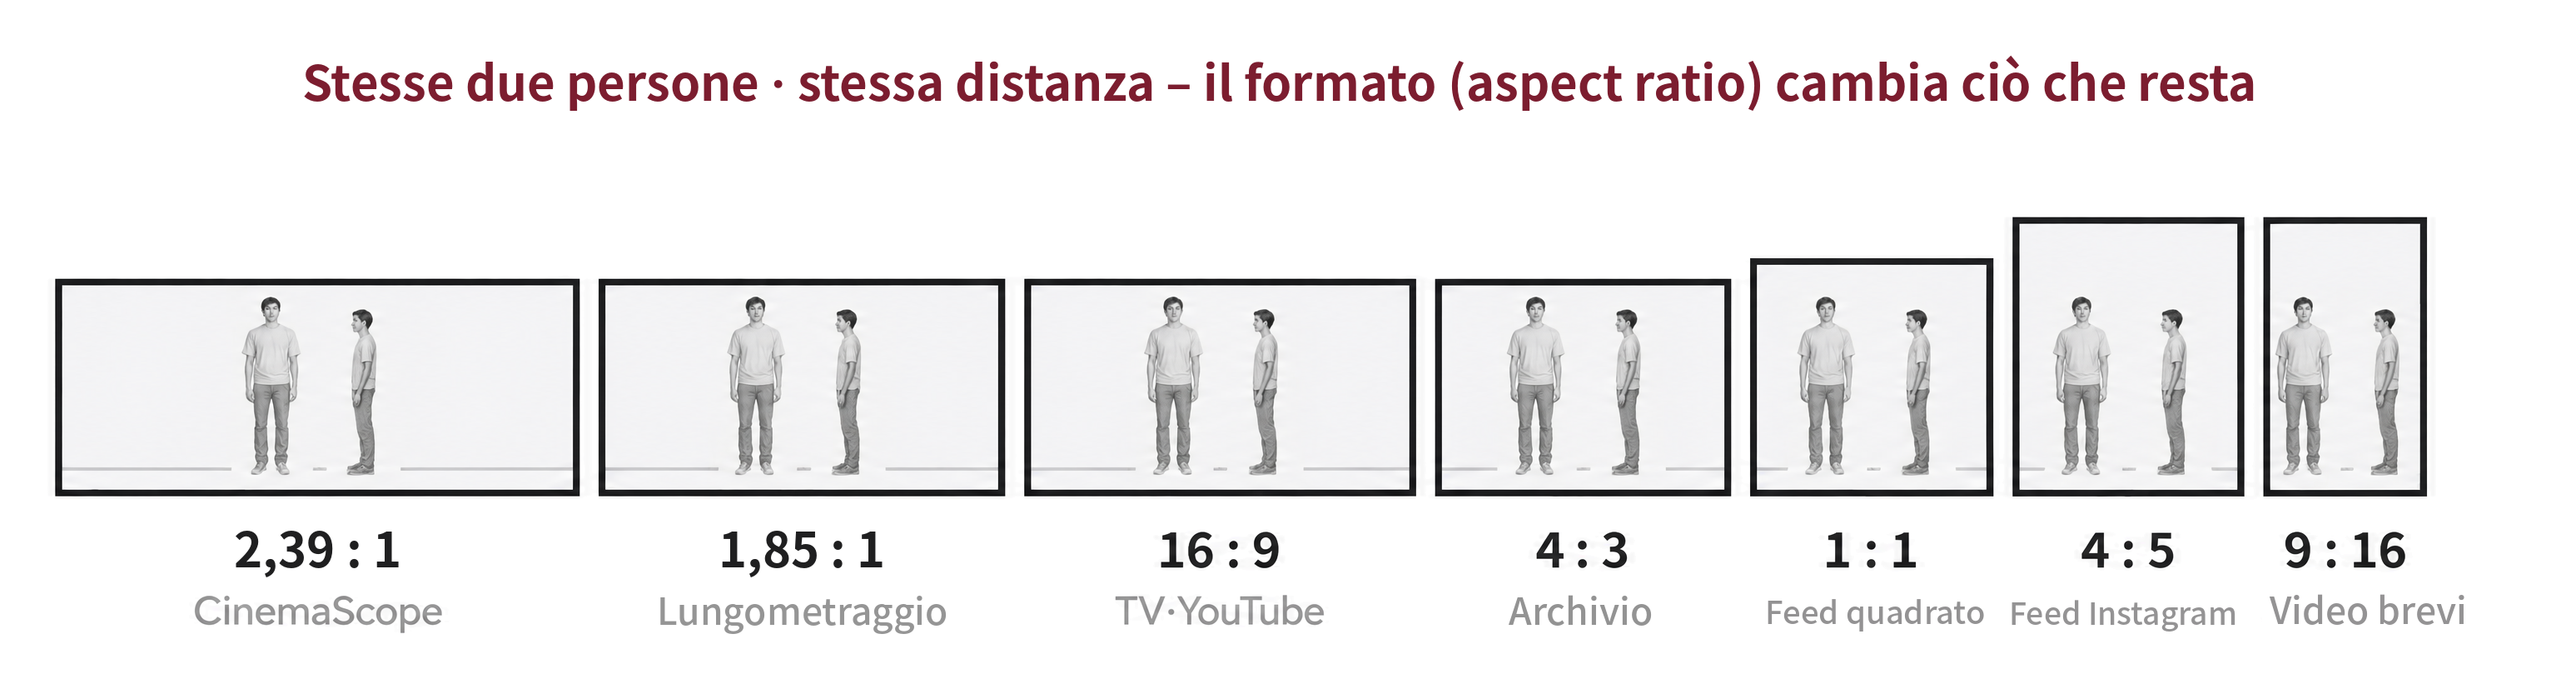 Stesse due persone · stessa distanza – il formato (aspect ratio) cambia ciò che resta
2,39 : 1
CinemaScope
1,85 : 1
Lungometraggio
16 : 9
TV·YouTube
4 : 3
Archivio
1 : 1
Feed quadrato
4 : 5
Feed Instagram
9 : 16
Video brevi